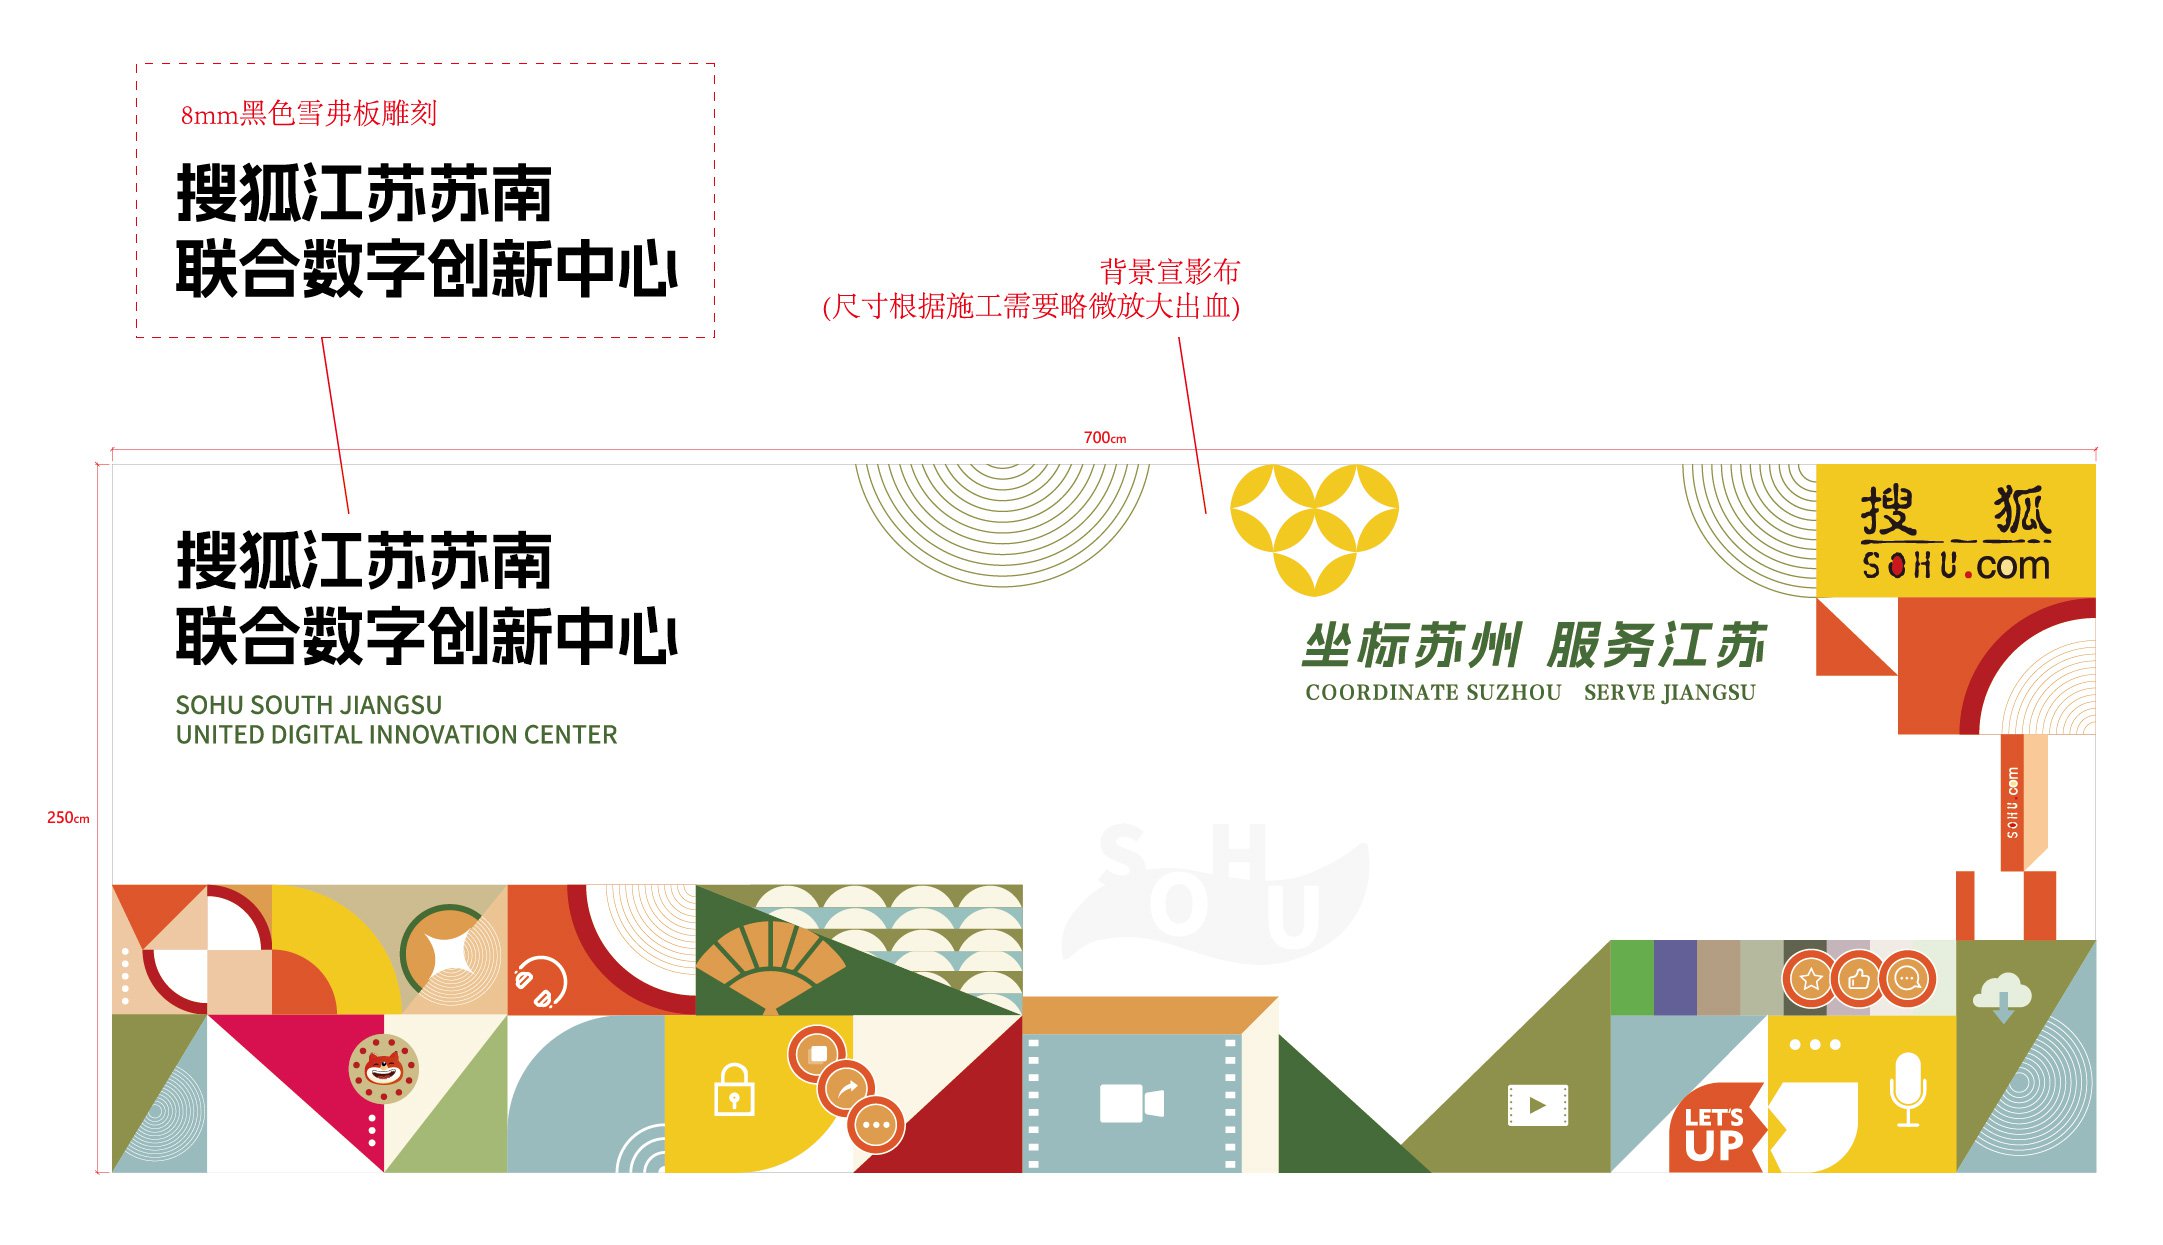 8mm黑色雪弗板雕刻
搜狐江苏苏南
联合数字创新中心
背景宣影布
(尺寸根据施工需要略微放大出血)
700cm
250cm
搜狐江苏苏南
联合数字创新中心
SOHU SOUTH JIANGSU
UNITED DIGITAL INNOVATION CENTER
搜狐
SOHU.com
坐标苏州 服务江苏
COORDINATE SUZHOU SERVE JIANGSU
SOHU.com
SOHU
LET'S
UP